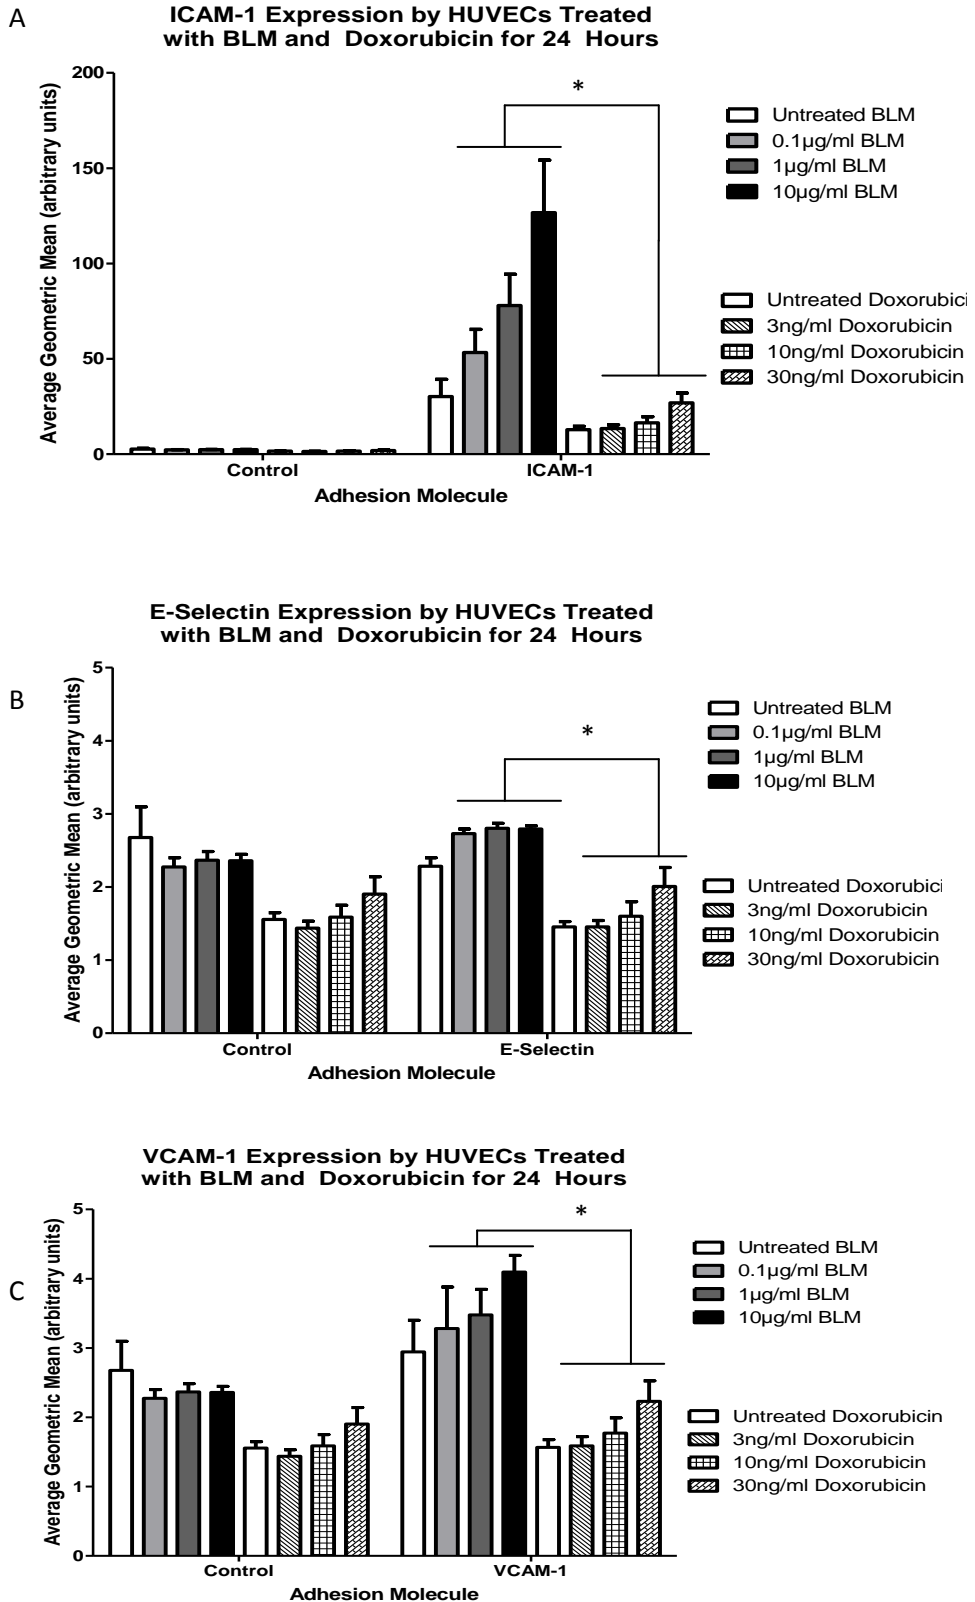 A
ICAM-1 Expression by HUVECs Treated
with BLM and Doxorubicin for 24 Hours
Average Geometric Mean (arbitrary units)
200
150
100
50
0
*
Untreated BLM
0.1µg/ml BLM
1µg/ml BLM
10µg/ml BLM
Untreated Doxorubici
3ng/ml Doxorubicin
10ng/ml Doxorubicin
30ng/ml Doxorubicin
Control
ICAM-1
Adhesion Molecule
B
E-Selectin Expression by HUVECs Treated
with BLM and Doxorubicin for 24 Hours
Average Geometric Mean (arbitrary units)
5
4
3
2
1
0
*
Untreated BLM
0.1µg/ml BLM
1µg/ml BLM
10µg/ml BLM
Untreated Doxorubici
3ng/ml Doxorubicin
10ng/ml Doxorubicin
30ng/ml Doxorubicin
Control
E-Selectin
Adhesion Molecule
C
VCAM-1 Expression by HUVECs Treated
with BLM and Doxorubicin for 24 Hours
Average Geometric Mean (arbitrary units)
5
4
3
2
1
0
*
Untreated BLM
0.1µg/ml BLM
1µg/ml BLM
10µg/ml BLM
Untreated Doxorubicin
3ng/ml Doxorubicin
10ng/ml Doxorubicin
30ng/ml Doxorubicin
Control
VCAM-1
Adhesion Molecule